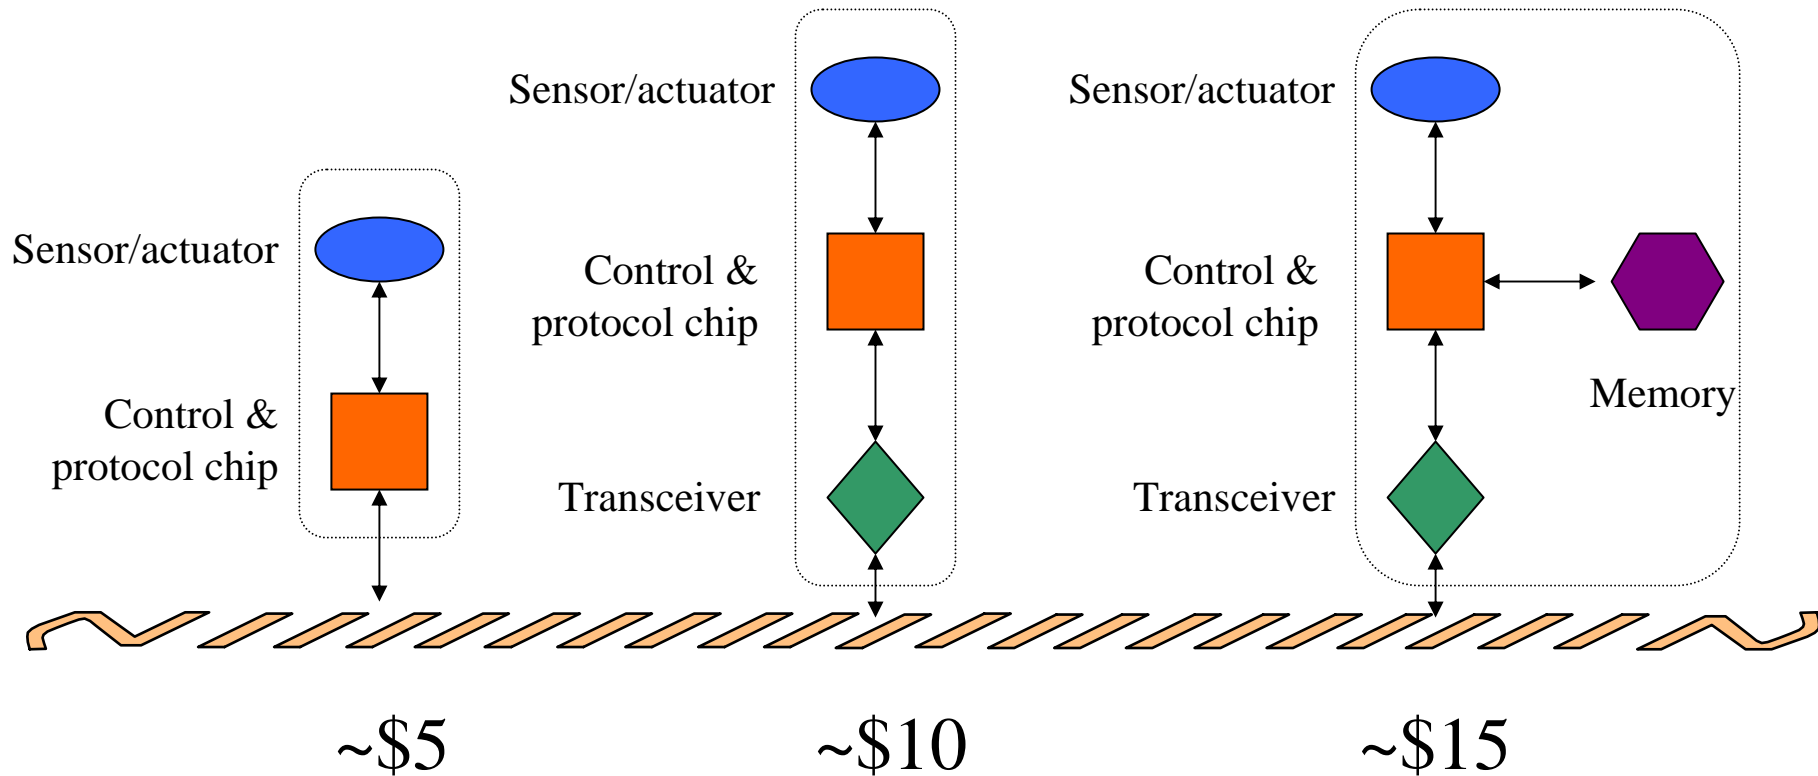 Sensor/actuator
Control &
protocol chip
~$5
Sensor/actuator
Control &
protocol chip
Transceiver
~$10
Sensor/actuator
Control &
protocol chip
Memory
Transceiver
~$15